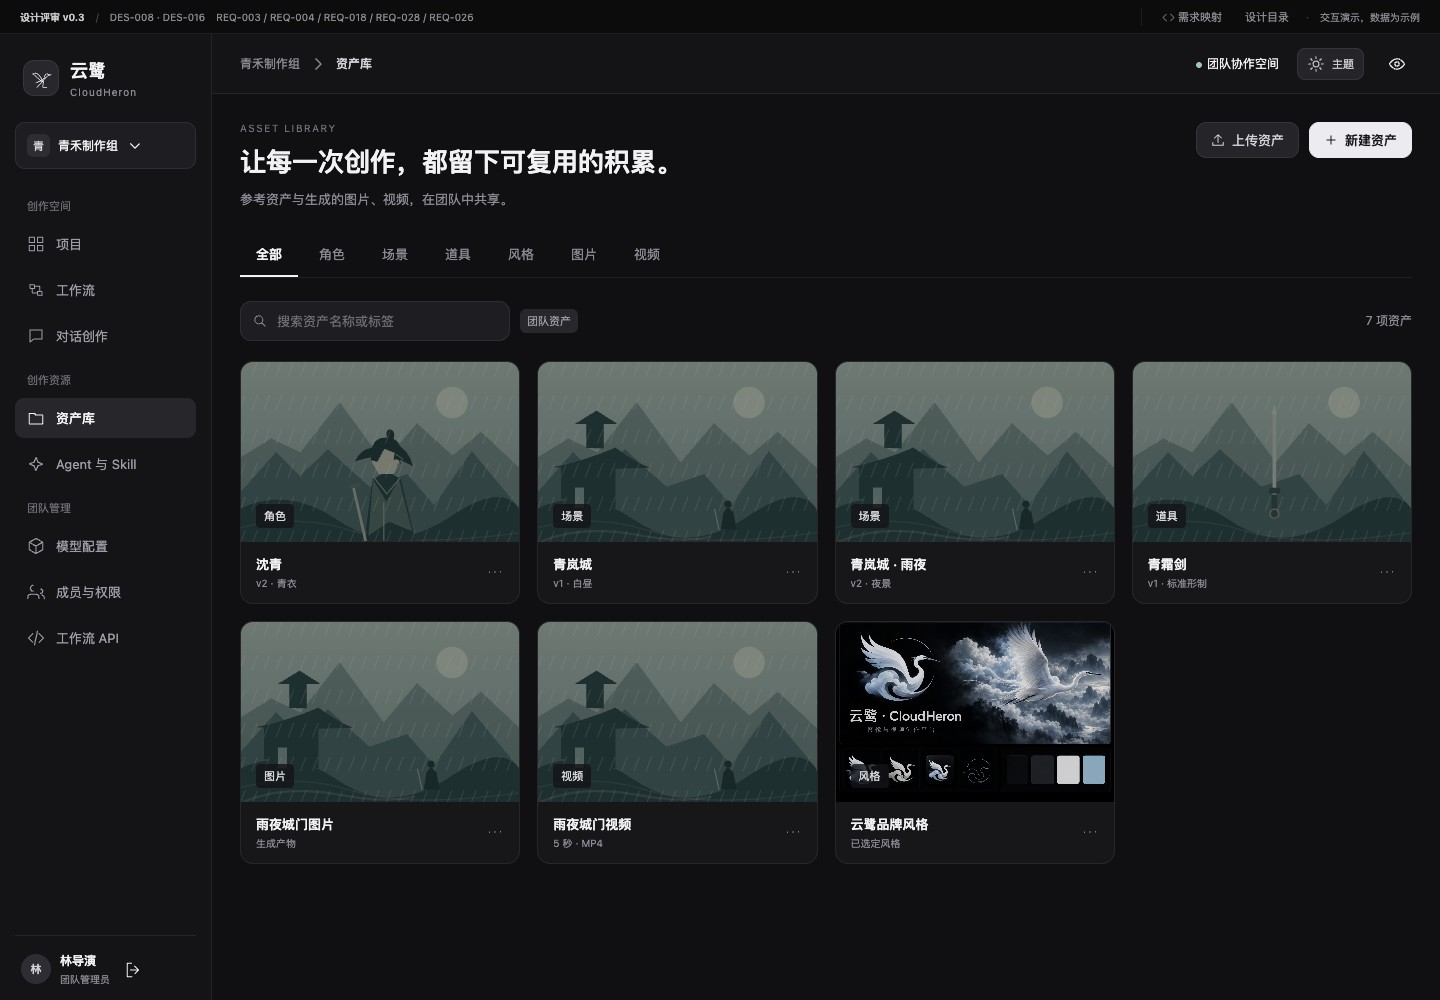 设计评审 v0.3 / DES-008 · DES-016 REQ-003 / REQ-004 / REQ-018 / REQ-028 / REQ-026
需求映射 设计目录 · 交互演示，数据为示例
云鹭
CloudHeron
青 青禾制作组
创作空间
项目
工作流
对话创作
创作资源
资产库
Agent 与 Skill
团队管理
模型配置
成员与权限
工作流 API
林 林导演
团队管理员
青禾制作组 资产库
团队协作空间 主题
ASSET LIBRARY
让每一次创作，都留下可复用的积累。
参考资产与生成的图片、视频，在团队中共享。
上传资产 新建资产
全部 角色 场景 道具 风格 图片 视频
搜索资产名称或标签 团队资产 7 项资产
角色
沈青
v2 · 青衣
场景
青岚城
v1 · 白昼
场景
青岚城 · 雨夜
v2 · 夜景
道具
青霜剑
v1 · 标准形制
图片
雨夜城门图片
生成产物
视频
雨夜城门视频
5 秒 · MP4
云鹭 · CloudHeron
风格
云鹭品牌风格
已选定风格